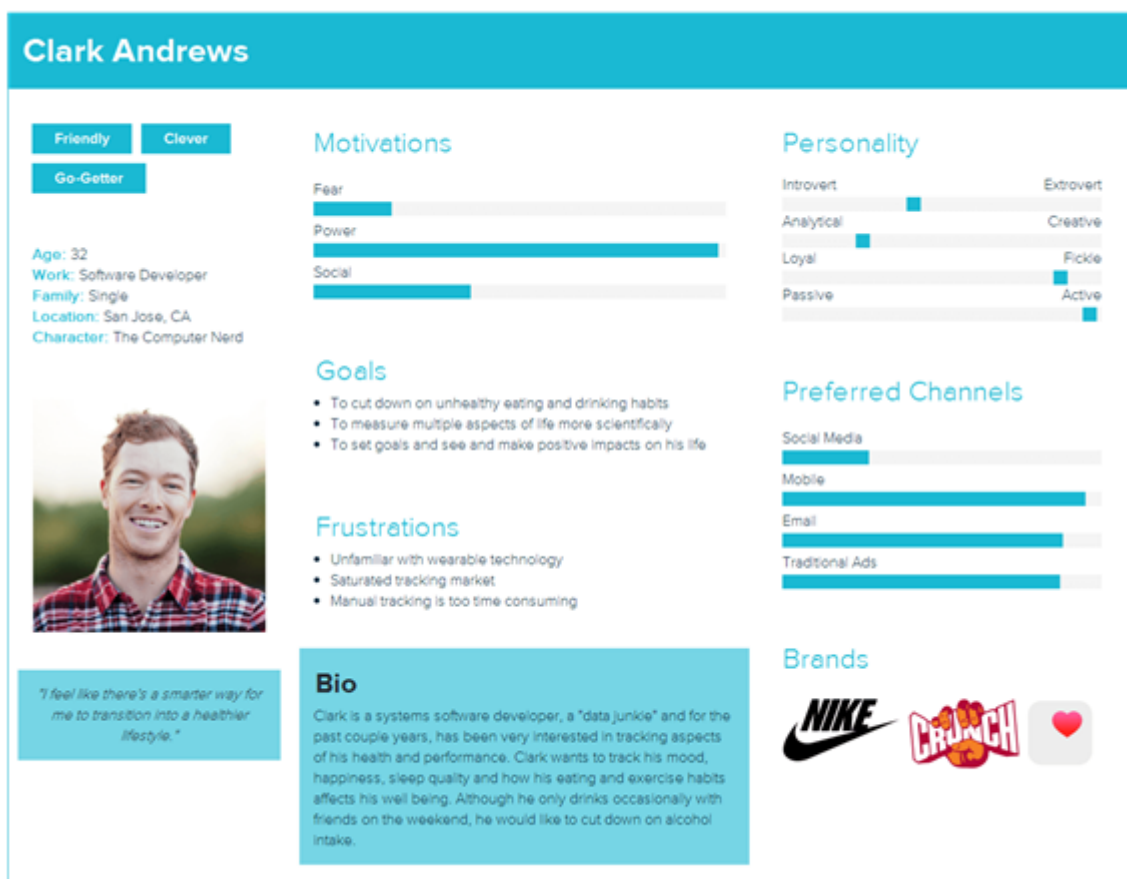 Clark Andrews
Friendly
Clever
Go-Getter
Age: 32
Work: Software Developer
Family: Single
Location: San Jose, CA
Character: The Computer Nerd
"I feel like there's a smarter way for
me to transition into a healthier
lifestyle."
Motivations
Fear
Power
Social
Goals
• To cut down on unhealthy eating and drinking habits
• To measure multiple aspects of life more scientifically
• To set goals and see and make positive impacts on his life
Frustrations
• Unfamiliar with wearable technology
• Saturated tracking market
• Manual tracking is too time consuming
Bio
Clark is a systems software developer, a "data junkie" and for the
past couple years, has been very interested in tracking aspects
of his health and performance. Clark wants to track his mood,
happiness, sleep quality and how his eating and exercise habits
affects his well being. Although he only drinks occasionally with
friends on the weekend, he would like to cut down on alcohol
intake.
Personality
Introvert Extrovert
Analytical Creative
Loyal Fickle
Passive Active
Preferred Channels
Social Media
Mobile
Email
Traditional Ads
Brands
NIKE
CRUNCH